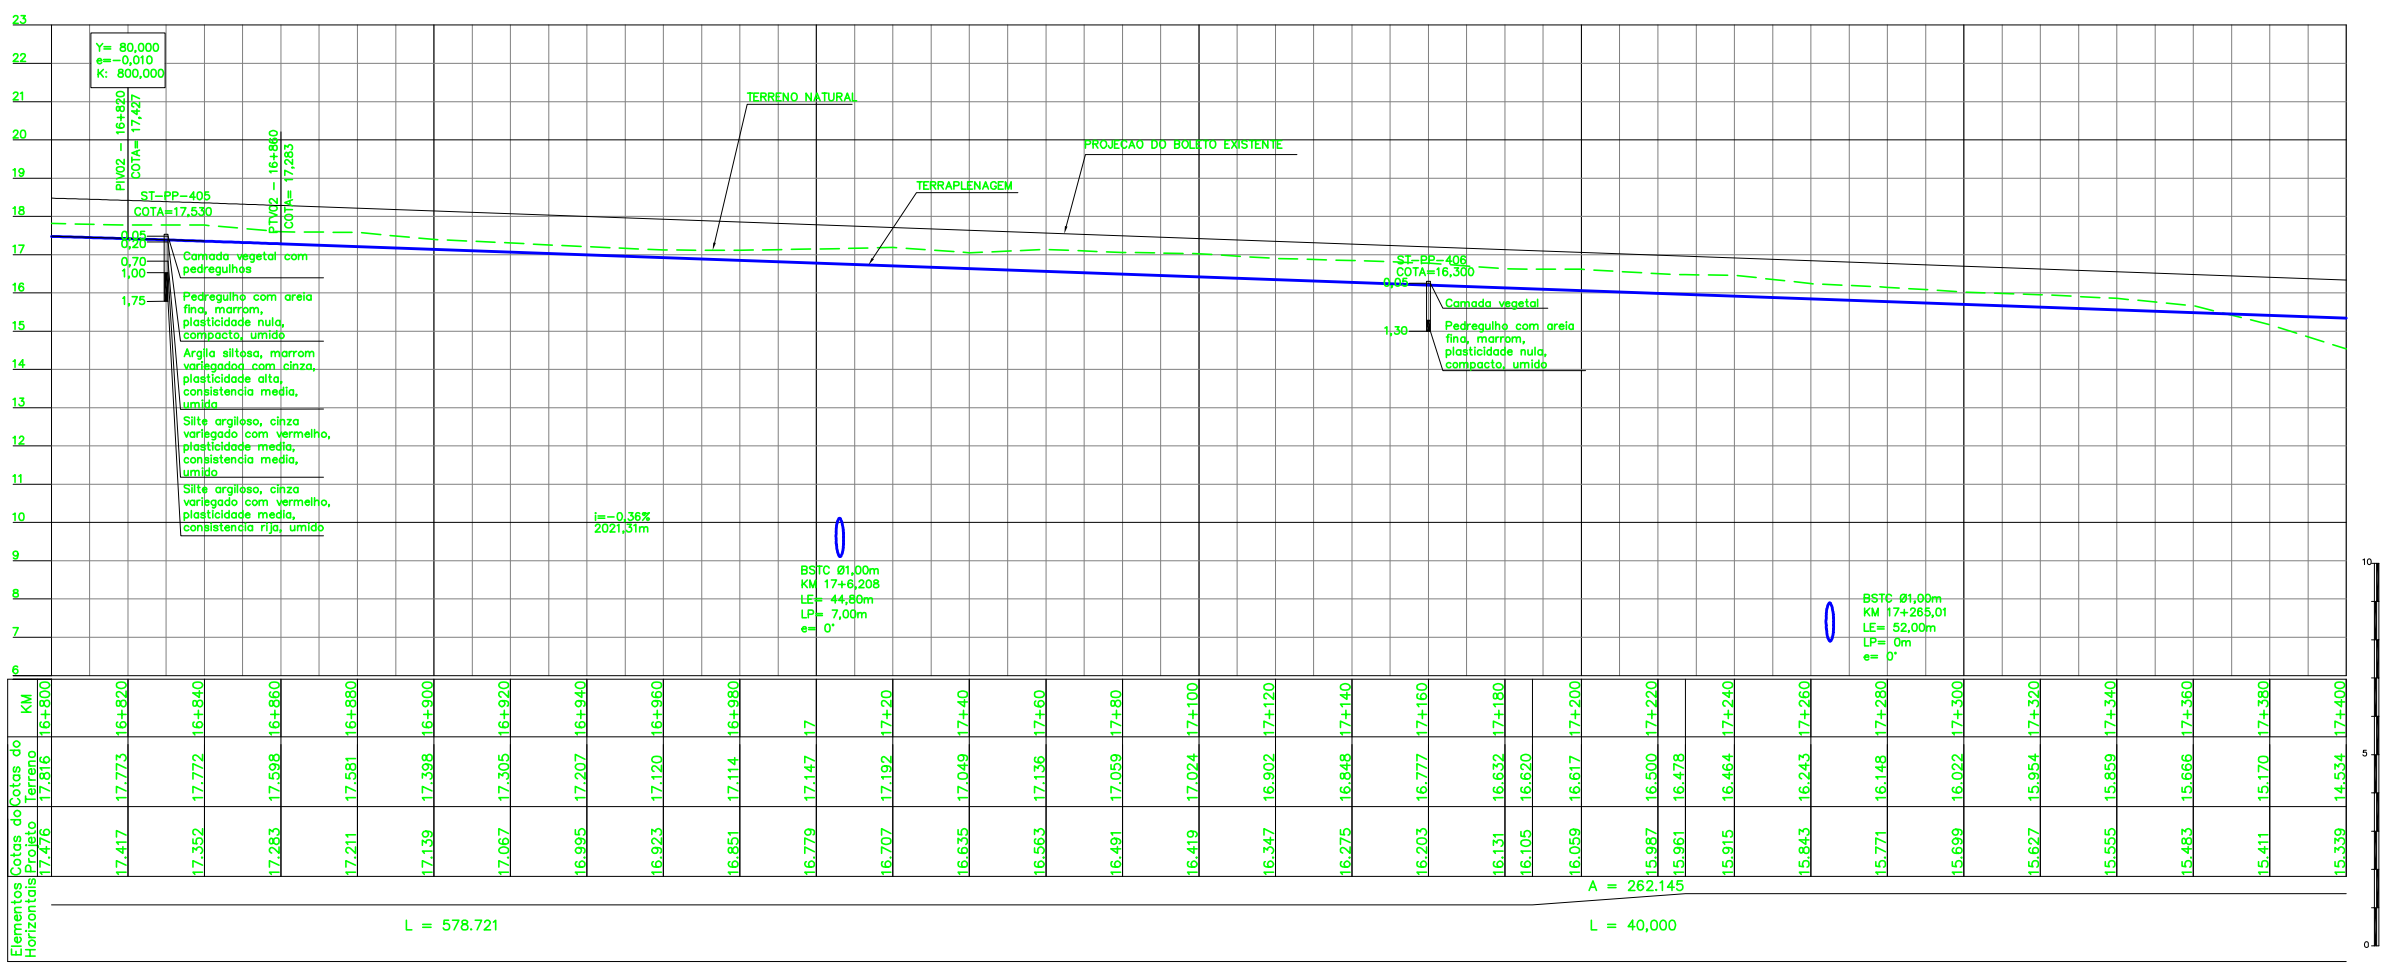 23
22
21
20
19
18
17
16
15
14
13
12
11
10
9
8
7
6
Y= 80,000
e=-0,010
K: 800,000
PIV02 - 16+820
COTA= 17,427
PTV02 - 16+860
COTA= 17,283
ST-PP-405
COTA=17,530
0,05
0,20
0,70
1,00
1,75
Camada vegetal com
pedregulhos
Pedregulho com areia
fina, marrom,
plasticidade nula,
compacto, umido
Argila siltosa, marrom
variegadoa com cinza,
plasticidade alta,
consistencia media,
umida
Silte argiloso, cinza
variegado com vermelho,
plasticidade media,
consistencia media,
umido
Silte argiloso, cinza
variegado com vermelho,
plasticidade media,
consistencia rija, umido
TERRENO NATURAL
TERRAPLENAGEM
PROJECAO DO BOLETO EXISTENTE
i=-0,36%
2021,31m
BSTC Ø1,00m
KM 17+6,208
LE= 44,80m
LP= 7,00m
e= 0°
ST-PP-406
COTA=16,300
0,05
1,30
Camada vegetal
Pedregulho com areia
fina, marrom,
plasticidade nula,
compacto, umido
BSTC Ø1,00m
KM 17+265,01
LE= 52,00m
LP= 0m
e= 0°
10
5
0
KM
16+800 16+820 16+840 16+860 16+880 16+900 16+920 16+940 16+960 16+980 17 17+20 17+40 17+60 17+80 17+100 17+120 17+140 17+160 17+180 17+200 17+220 17+240 17+260 17+280 17+300 17+320 17+340 17+360 17+380 17+400
Cotas do
Terreno
17.816 17.773 17.772 17.598 17.581 17.398 17.305 17.207 17.120 17.114 17.147 17.192 17.049 17.136 17.059 17.024 16.902 16.848 16.777 16.632 16.620 16.617 16.500 16.478 16.464 16.243 16.148 16.022 15.954 15.859 15.666 15.170 14.534
Cotas do
Projeto
17.476 17.417 17.352 17.283 17.211 17.139 17.067 16.995 16.923 16.851 16.779 16.707 16.635 16.563 16.491 16.419 16.347 16.275 16.203 16.131 16.105 16.059 15.987 15.961 15.915 15.843 15.771 15.699 15.627 15.555 15.483 15.411 15.339
Elementos
Horizontais
L = 578.721
A = 262.145
L = 40,000